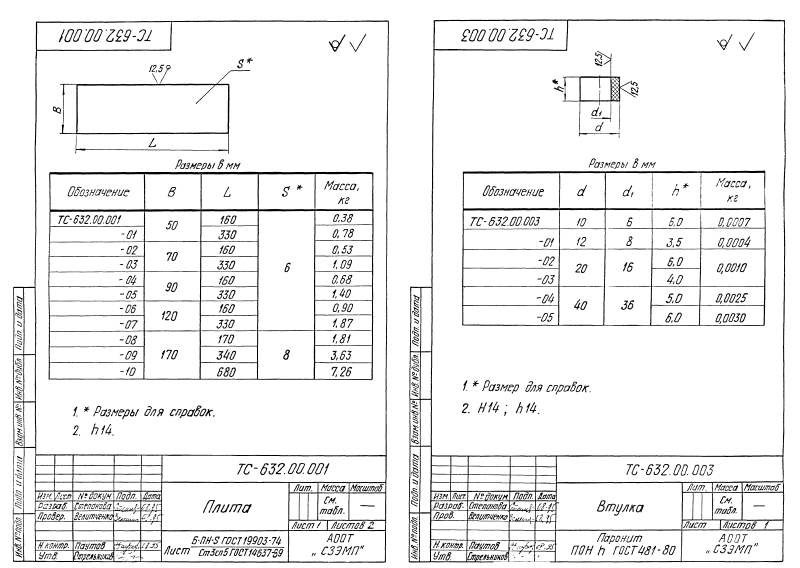 ТС-632.00.001
12,5
S*
B
L
Размеры в мм
Обозначение B L S* Масса, кг
ТС-632.00.001 50 160 6 0,38
-01 330 0,78
-02 70 160 0,53
-03 330 1,09
-04 90 160 0,68
-05 330 1,40
-06 120 160 0,90
-07 330 1,87
-08 170 170 8 1,81
-09 340 3,63
-10 680 7,26
1. * Размеры для справок.
2. h14.
Подп. и дата
Инв. № дубл.
Взам. инв. №
Подп. и дата
Инв. № подл.
ТС-632.00.001
Изм. Лист № докум. Подп. Дата
Разраб. Степанова
Провер. Велитченко
Н.контр. Паутов
Утв. Стрельников
Плита
Лит. Масса Масштаб
См. табл. —
Лист 1 Листов 2
Лист Б-ПН-S ГОСТ 19903-74
Ст3сп5 ГОСТ 14637-89
АООТ
„СЗЭМП"
ТС-632.00.003
12,5
12,5
h*
d1
d
Размеры в мм
Обозначение d d1 h* Масса, кг
ТС-632.00.003 10 6 6,0 0,0007
-01 12 8 3,5 0,0004
-02 20 16 6,0 0,0010
-03 4,0
-04 40 36 5,0 0,0025
-05 6,0 0,0030
1. * Размер для справок.
2. H14; h14.
Подп. и дата
Инв. № дубл.
Взам. инв. №
Подп. и дата
Инв. № подл.
ТС-632.00.003
Изм. Лист № докум. Подп. Дата
Разраб. Степанова
Пров. Велитченко
Н.контр. Паутов
Утв. Стрельников
Втулка
Лит. Масса Масштаб
См. табл. —
Лист Листов 1
Паронит
ПОН h ГОСТ 481-80
АООТ
„СЗЭМП"